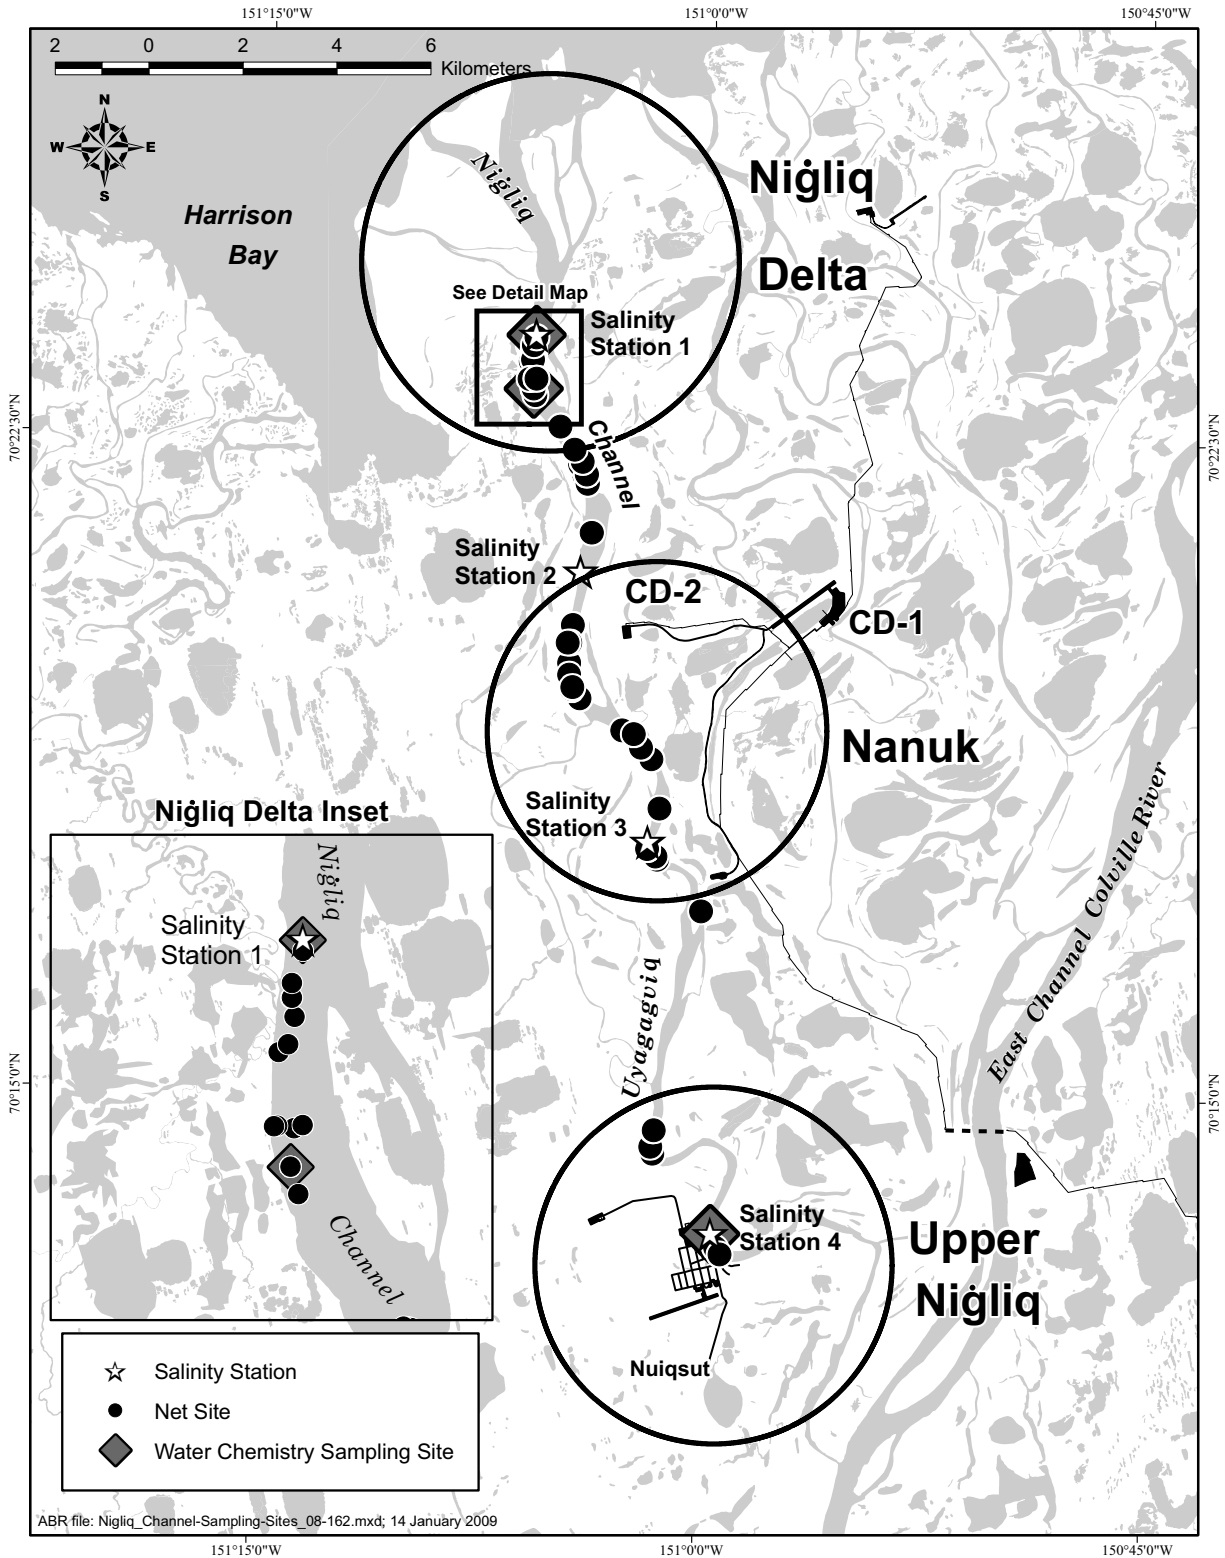 151°15'0"W
151°0'0"W
150°45'0"W
2 0 2 4 6
Kilometers
N
W E
S
Harrison
Bay
Niġliq
Niġliq
Delta
See Detail Map
Salinity
Station 1
70°22'30"N
70°22'30"N
Channel
Salinity
Station 2
CD-2
CD-1
Nanuk
Salinity
Station 3
Niġliq Delta Inset
Niġliq
Salinity
Station 1
Channel
Uyagagviq
East Channel Colville River
70°15'0"N
70°15'0"N
Salinity
Station 4
Upper
Niġliq
Nuiqsut
Salinity Station
Net Site
Water Chemistry Sampling Site
ABR file: Nigliq_Channel-Sampling-Sites_08-162.mxd; 14 January 2009
151°15'0"W
151°0'0"W
150°45'0"W